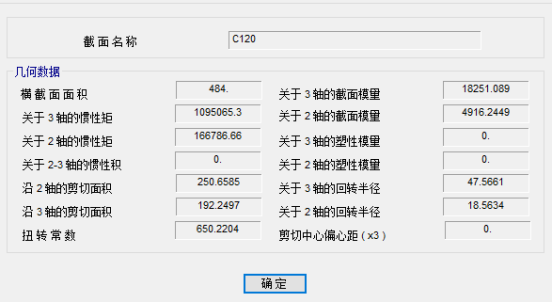 截面名称 C120
几何数据
横截面面积 484. 关于 3 轴的截面模量 18251.089
关于 3 轴的惯性矩 1095065.3 关于 2 轴的截面模量 4916.2449
关于 2 轴的惯性矩 166786.66 关于 3 轴的塑性模量 0.
关于 2-3 轴的惯性积 0. 关于 2 轴的塑性模量 0.
沿 2 轴的剪切面积 250.6585 关于 3 轴的回转半径 47.5661
沿 3 轴的剪切面积 192.2497 关于 2 轴的回转半径 18.5634
扭转常数 650.2204 剪切中心偏心距 ( x3 ) 0.
确定